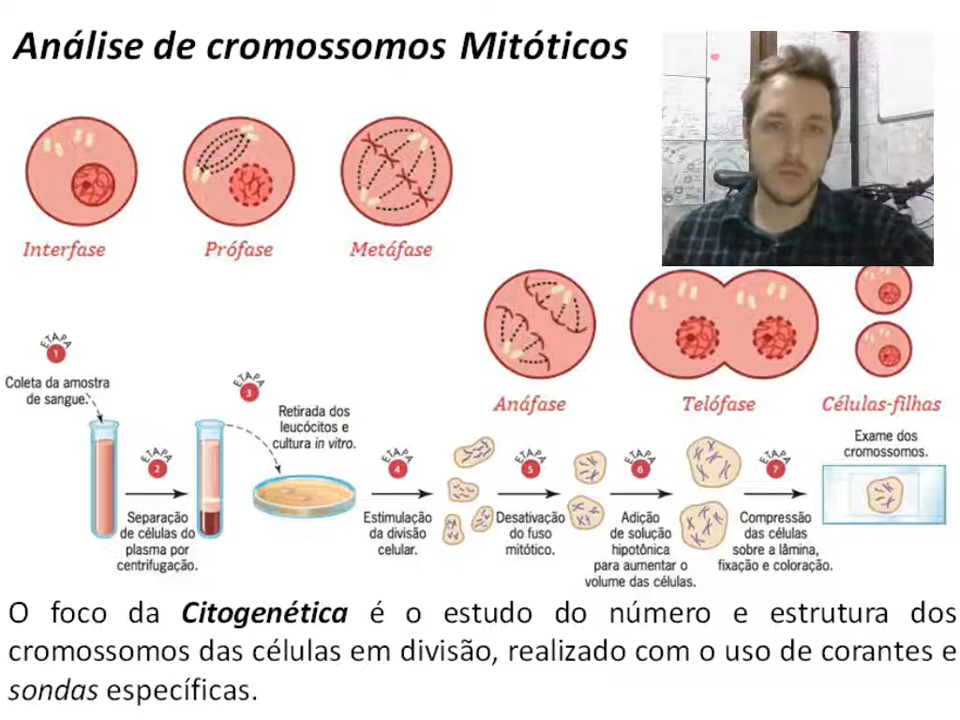 Análise de cromossomos Mitóticos
Interfase
Prófase
Metáfase
Anáfase
Telófase
Células-filhas
ETAPA
1
Coleta da amostra
de sangue.
ETAPA
2
Separação
de células do
plasma por
centrifugação.
ETAPA
3
Retirada dos
leucócitos e
cultura in vitro.
ETAPA
4
Estimulação
da divisão
celular.
ETAPA
5
Desativação
do fuso
mitótico.
ETAPA
6
Adição
de solução
hipotônica
para aumentar o
volume das células.
ETAPA
7
Compressão
das células
sobre a lâmina,
fixação e coloração.
Exame dos
cromossomos.
O foco da Citogenética é o estudo do número e estrutura dos
cromossomos das células em divisão, realizado com o uso de corantes e
sondas específicas.